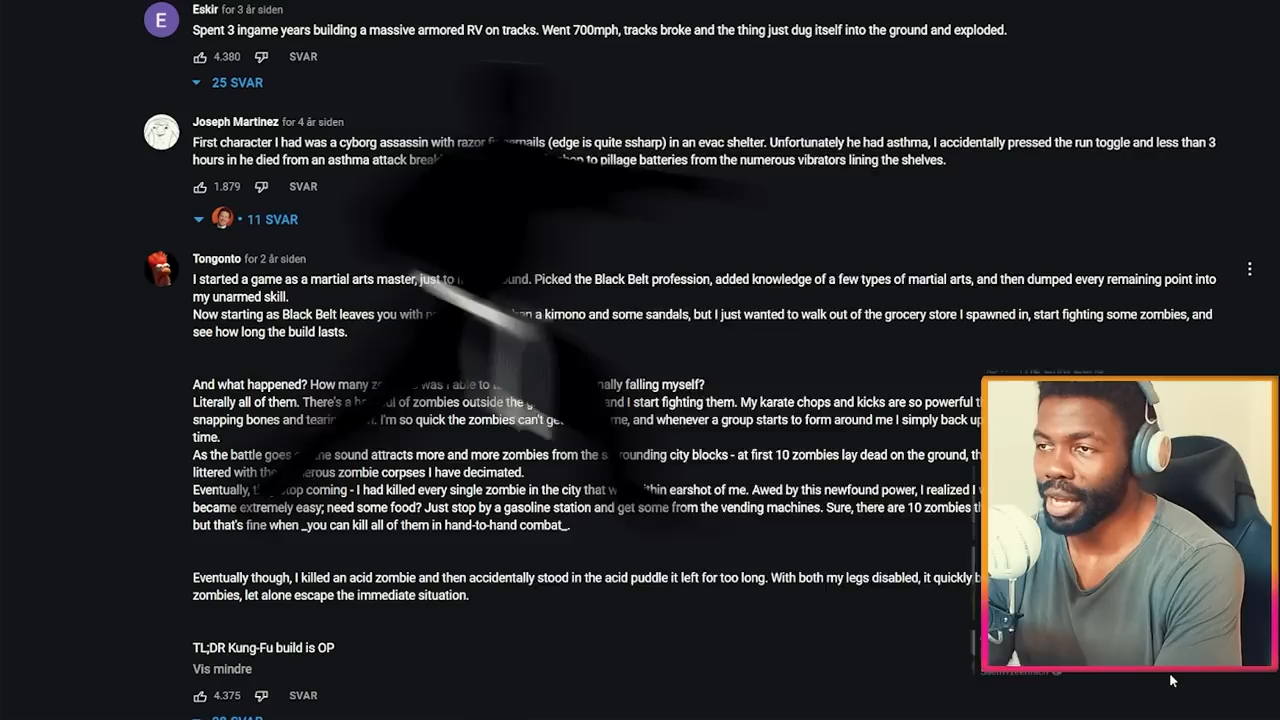 E
Eskir for 3 år siden
Spent 3 ingame years building a massive armored RV on tracks. Went 700mph, tracks broke and the thing just dug itself into the ground and exploded.
4.380 SVAR
25 SVAR
Joseph Martinez for 4 år siden
First character I had was a cyborg assassin with razor (edge is quite ssharp) in an evac shelter. Unfortunately he had asthma, I accidentally pressed the run toggle and less than 3
hours in he died from an asthma attack to pillage batteries from the numerous vibrators lining the shelves.
1.879 SVAR
• 11 SVAR
Tongonto for 2 år siden
I started a game as a martial arts master, just to Picked the Black Belt profession, added knowledge of a few types of martial arts, and then dumped every remaining point into
my unarmed skill.
Now starting as Black Belt leaves you with a kimono and some sandals, but I just wanted to walk out of the grocery store I spawned in, start fighting some zombies, and
see how long the build lasts.
And what happened? How many was I able to falling myself?
Literally all of them. There's a of zombies outside the and I start fighting them. My karate chops and kicks are so powerful
snapping bones and I'm so quick the zombies can't and whenever a group starts to form around me I simply back up
time.
As the battle goes the sound attracts more and more zombies from the surrounding city blocks - at first 10 zombies lay dead on the ground,
littered with the zombie corpses I have decimated.
Eventually, stop coming - I had killed every single zombie in the city that within earshot of me. Awed by this newfound power, I realized I
became extremely easy; need some food? Just stop by a gasoline station and get some from the vending machines. Sure, there are 10 zombies
but that's fine when _you can kill all of them in hand-to-hand combat_.
Eventually though, I killed an acid zombie and then accidentally stood in the acid puddle it left for too long. With both my legs disabled, it quickly
zombies, let alone escape the immediate situation.
TL;DR Kung-Fu build is OP
Vis mindre
4.375 SVAR